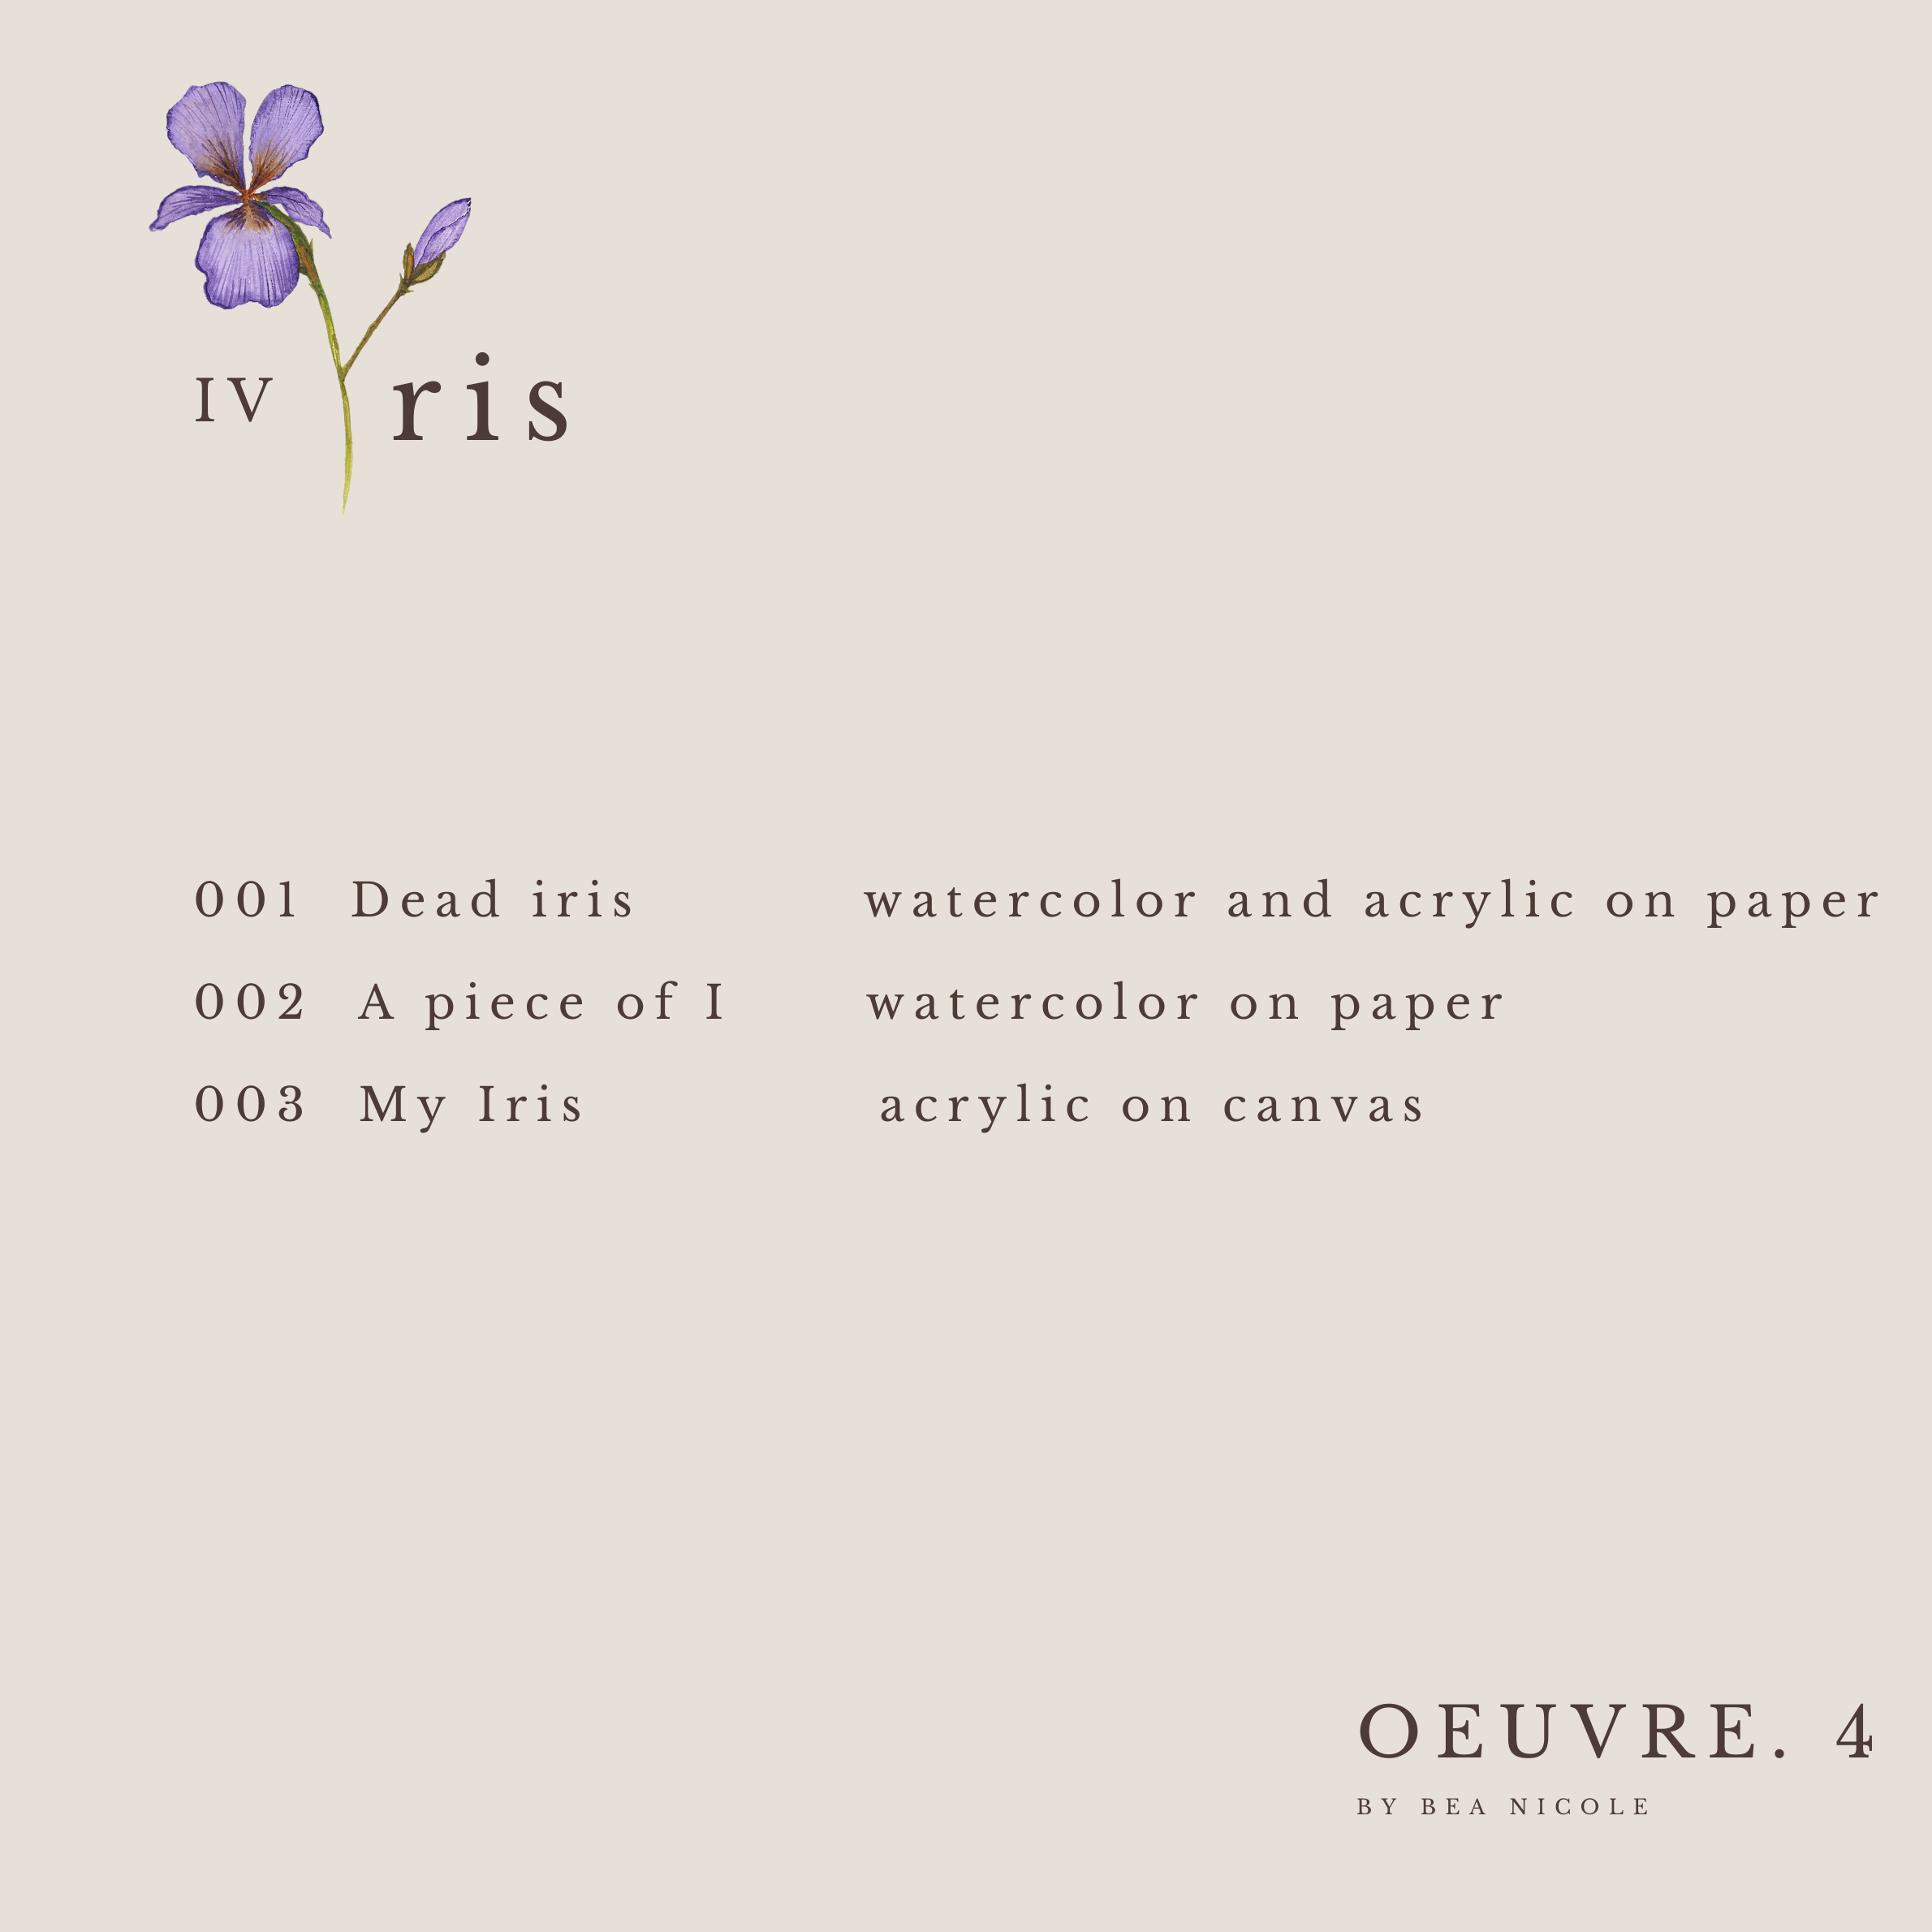 IV ris
001 Dead iris watercolor and acrylic on paper
002 A piece of I watercolor on paper
003 My Iris acrylic on canvas
OEUVRE. 4
BY BEA NICOLE